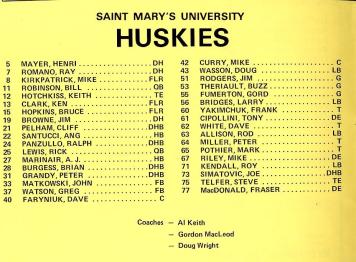 SAINT MARY'S UNIVERSITY
HUSKIES
5 MAYER, HENRI DH
7 ROMANO, RAY DH
8 KIRKPATRICK, MIKE FLR
11 ROBINSON, BILL QB
12 HOTCHKISS, KEITH TE
13 CLARK, KEN FLR
15 HOPKINS, BRUCE FLR
19 BROWNE, JIM DH
21 PELHAM, CLIFF DHB
22 SANTUCCI, ANG HB
24 PANZULLO, RALPH DHB
25 LEWIS, RICK QB
27 MARINAIR, A. J. HB
28 BURGESS, BRIAN DHB
31 GRANDY, PETER DHB
33 MATKOWSKI, JOHN FB
37 WATSON, GREG FB
40 FARYNIUK, DAVE C
42 CURRY, MIKE C
43 WASSON, DOUG LB
51 RODGERS, JIM G
53 THERIAULT, BUZZ G
55 FUMERTON, GORD G
56 BRIDGES, LARRY LB
60 YAKIMCHUK, FRANK T
61 CIPOLLONI, TONY DE
62 WHITE, DAVE T
63 ALLISON, ROD LB
64 MILLER, PETER T
65 POTHIER, MARK T
67 RILEY, MIKE DE
71 KENDALL, ROY LB
73 SIMATOVIC, JOE DHB
75 TELFER, STEVE TE
77 MacDONALD, FRASER DE
Coaches – Al Keith
– Gordon MacLeod
– Doug Wright